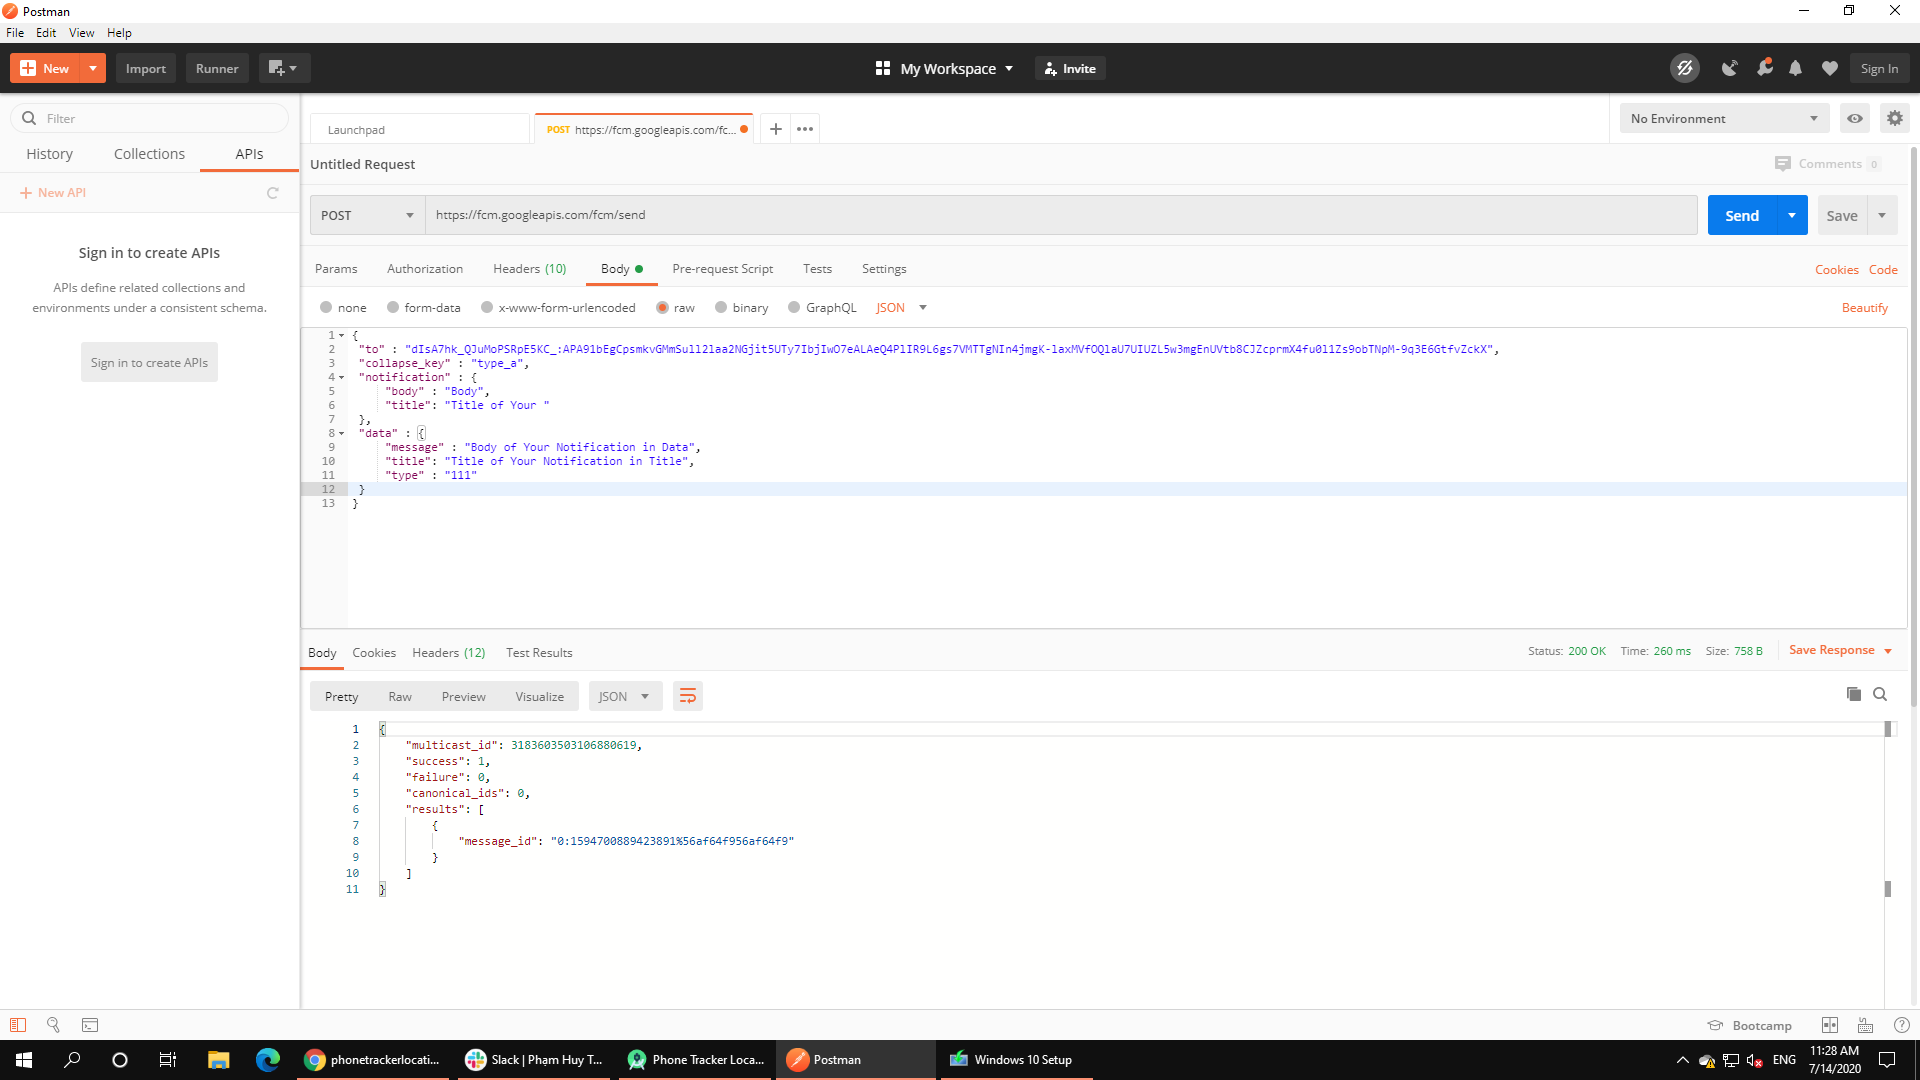 Postman
File Edit View Help
New Import Runner My Workspace Invite Sign In
Filter
History Collections APIs
New API
Sign in to create APIs
APIs define related collections and
environments under a consistent schema.
Sign in to create APIs
Launchpad POST https://fcm.googleapis.com/fc... No Environment
Untitled Request Comments 0
POST https://fcm.googleapis.com/fcm/send Send Save
Params Authorization Headers (10) Body Pre-request Script Tests Settings Cookies Code
none form-data x-www-form-urlencoded raw binary GraphQL JSON Beautify
1 {
2 "to" : "dIsA7hk_QJuMoPSRpE5KC_:APA91bEgCpsmkvGMmSull2laa2NGjit5UTy7IbjIwO7eALAeQ4PlIR9L6gs7VMTTgNIn4jmgK-laxMVfOQlaU7UIUZL5w3mgEnUVtb8CJZcprmX4fu0l1Zs9obTNpM-9q3E6GtfvZckX",
3 "collapse_key" : "type_a",
4 "notification" : {
5 "body" : "Body",
6 "title": "Title of Your "
7 },
8 "data" : {
9 "message" : "Body of Your Notification in Data",
10 "title": "Title of Your Notification in Title",
11 "type" : "111"
12 }
13 }
Body Cookies Headers (12) Test Results Status: 200 OK Time: 260 ms Size: 758 B Save Response
Pretty Raw Preview Visualize JSON
1 {
2 "multicast_id": 3183603503106880619,
3 "success": 1,
4 "failure": 0,
5 "canonical_ids": 0,
6 "results": [
7 {
8 "message_id": "0:1594700889423891%56af64f956af64f9"
9 }
10 ]
11 }
Bootcamp
phonetrackerlocati... Slack | Phạm Huy T... Phone Tracker Loca... Postman Windows 10 Setup ENG 11:28 AM
7/14/2020